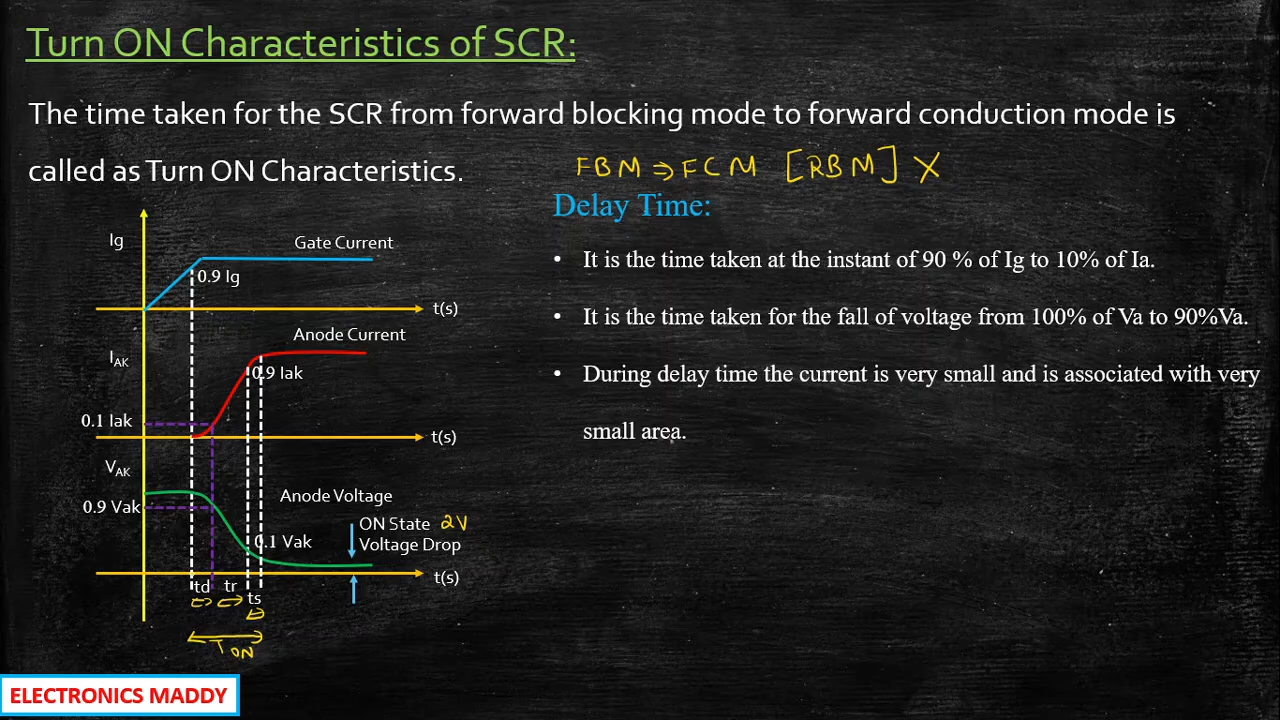 Turn ON Characteristics of SCR:
The time taken for the SCR from forward blocking mode to forward conduction mode is
called as Turn ON Characteristics.
FBM ⇒ FCM [RBM] X
Delay Time:
• It is the time taken at the instant of 90 % of Ig to 10% of Ia.
• It is the time taken for the fall of voltage from 100% of Va to 90%Va.
• During delay time the current is very small and is associated with very
small area.
Ig
Gate Current
0.9 Ig
t(s)
Anode Current
IAK
0.9 Iak
0.1 Iak
t(s)
VAK
Anode Voltage
0.9 Vak
ON State 2V
Voltage Drop
0.1 Vak
t(s)
td tr ts
TON
ELECTRONICS MADDY